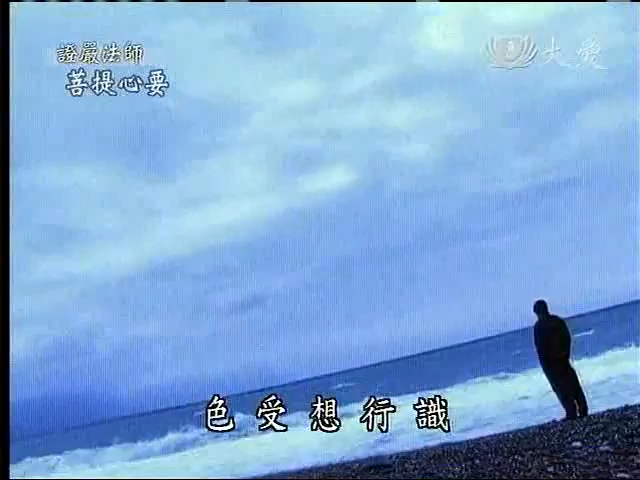 證嚴法師
菩提心要
大愛
色受想行識